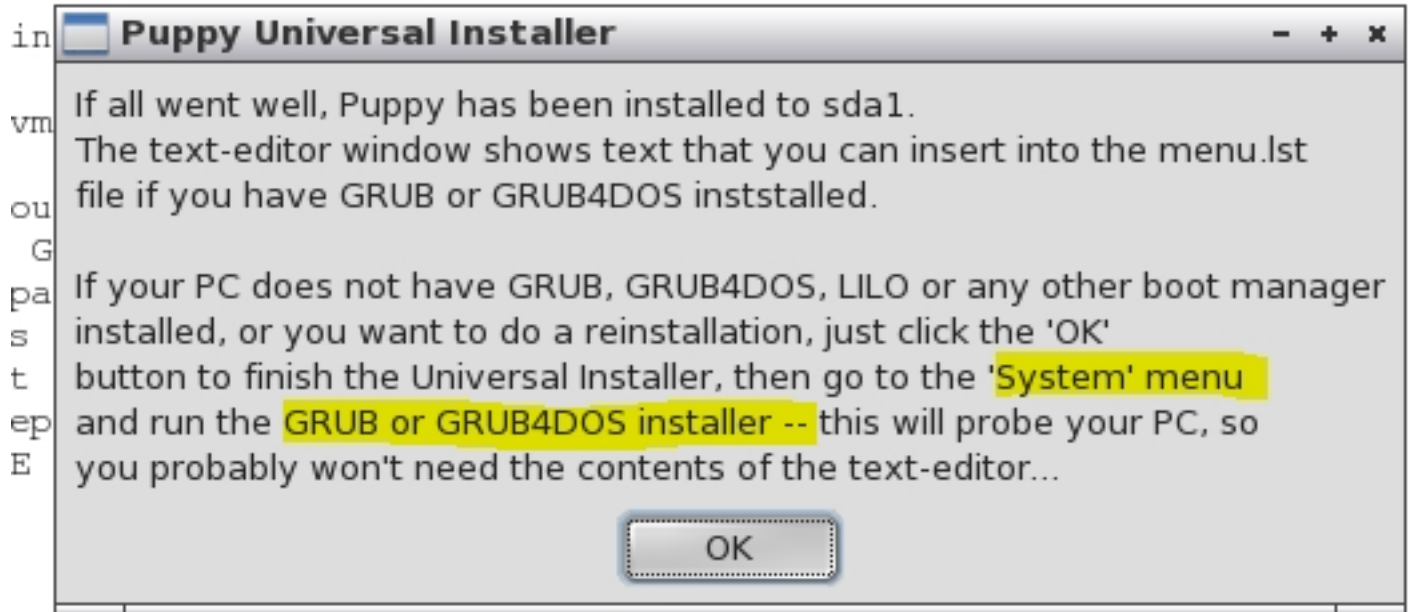 Puppy Universal Installer
If all went well, Puppy has been installed to sda1.
The text-editor window shows text that you can insert into the menu.lst
file if you have GRUB or GRUB4DOS inststalled.
If your PC does not have GRUB, GRUB4DOS, LILO or any other boot manager
installed, or you want to do a reinstallation, just click the 'OK'
button to finish the Universal Installer, then go to the 'System' menu
and run the GRUB or GRUB4DOS installer -- this will probe your PC, so
you probably won't need the contents of the text-editor...
OK
in
vm
ou
G
pa
s
t
ep
E